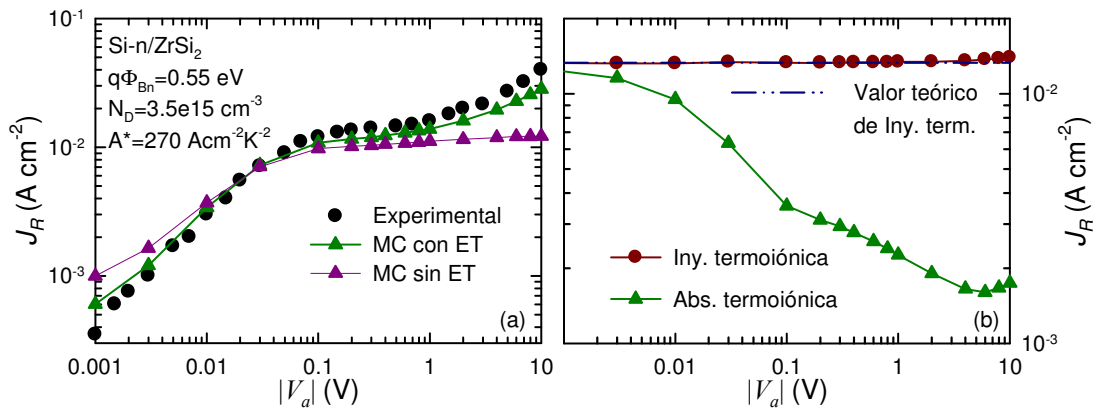 Si-n/ZrSi₂
qΦ_Bn=0.55 eV
N_D=3.5e15 cm⁻³
A*=270 Acm⁻²K⁻²
Experimental
MC con ET
MC sin ET
(a)
J_R (A cm⁻²)
10⁻¹
10⁻²
10⁻³
0.001 0.01 0.1 1 10
|V_a| (V)
Valor teórico
de Iny. term.
Iny. termoiónica
Abs. termoiónica
(b)
10⁻²
10⁻³
J_R (A cm⁻²)
0.01 0.1 1 10
|V_a| (V)